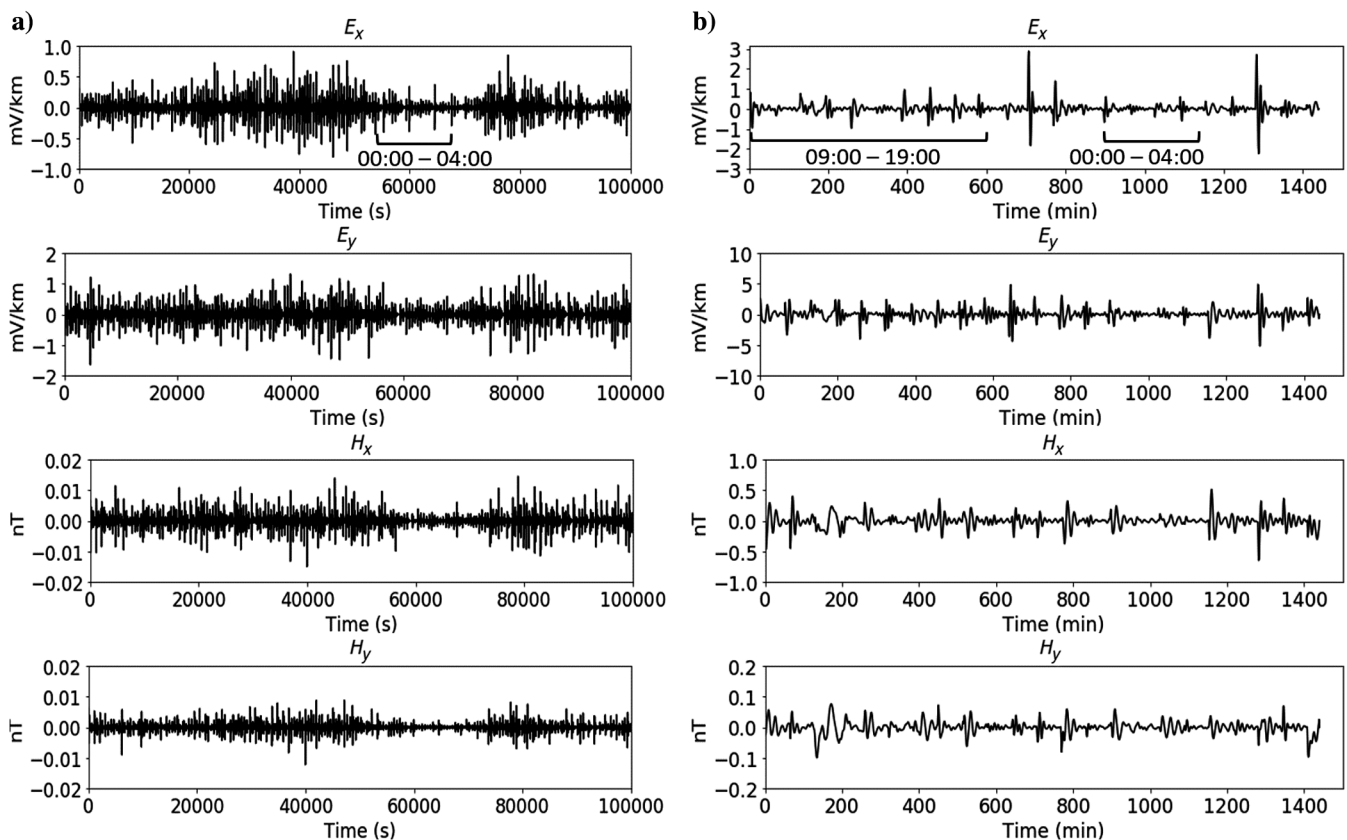 a)
E_x
1.0
0.5
0.0
−0.5
−1.0
mV/km
00:00 – 04:00
0 20000 40000 60000 80000 100000
Time (s)
E_y
2
1
0
−1
−2
mV/km
0 20000 40000 60000 80000 100000
Time (s)
H_x
0.02
0.01
0.00
−0.01
−0.02
nT
0 20000 40000 60000 80000 100000
Time (s)
H_y
0.02
0.01
0.00
−0.01
−0.02
nT
0 20000 40000 60000 80000 100000
Time (s)
b)
E_x
3
2
1
0
−1
−2
−3
mV/km
09:00 – 19:00 00:00 – 04:00
0 200 400 600 800 1000 1200 1400
Time (min)
E_y
10
5
0
−5
−10
mV/km
0 200 400 600 800 1000 1200 1400
Time (min)
H_x
1.0
0.5
0.0
−0.5
−1.0
nT
0 200 400 600 800 1000 1200 1400
Time (min)
H_y
0.2
0.1
0.0
−0.1
−0.2
nT
0 200 400 600 800 1000 1200 1400
Time (min)